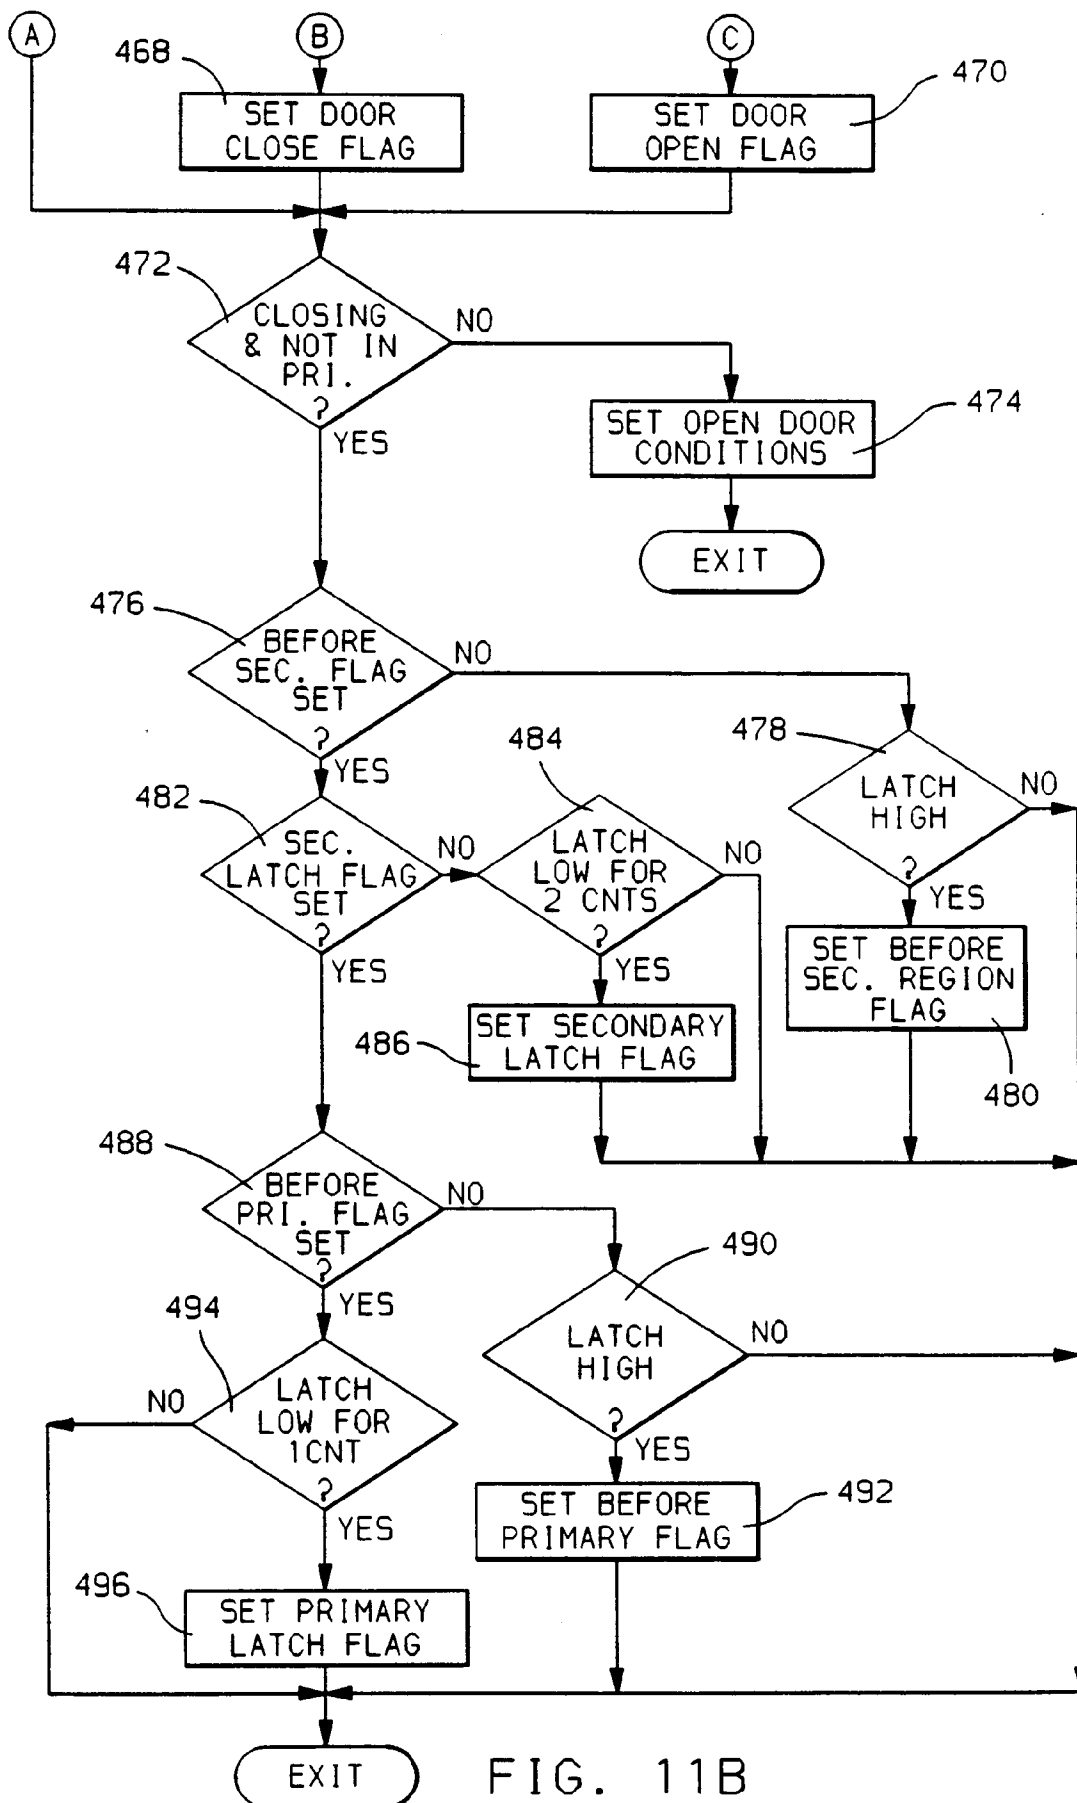 A
B
C
468
470
SET DOOR
CLOSE FLAG
SET DOOR
OPEN FLAG
472
CLOSING
& NOT IN
PRI.
?
NO
YES
474
SET OPEN DOOR
CONDITIONS
EXIT
476
BEFORE
SEC. FLAG
SET
?
NO
YES
478
LATCH
HIGH
?
NO
YES
SET BEFORE
SEC. REGION
FLAG
480
482
SEC.
LATCH FLAG
SET
?
NO
YES
484
LATCH
LOW FOR
2 CNTS
?
NO
YES
486
SET SECONDARY
LATCH FLAG
488
BEFORE
PRI. FLAG
SET
?
NO
YES
490
LATCH
HIGH
?
NO
YES
SET BEFORE
PRIMARY FLAG
492
494
LATCH
LOW FOR
1CNT
?
NO
YES
496
SET PRIMARY
LATCH FLAG
EXIT
FIG. 11B